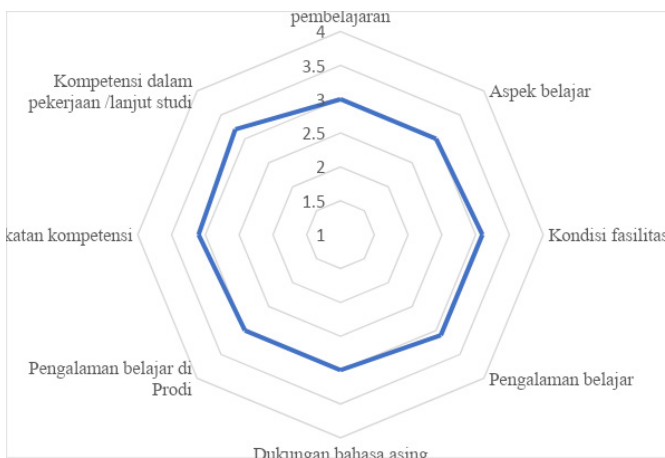 pembelajaran
4
3.5
3
2.5
2
1.5
1
Aspek belajar
Kondisi fasilitas
Pengalaman belajar
Dukungan bahasa asing
Pengalaman belajar di
Prodi
katan kompetensi
Kompetensi dalam
pekerjaan /lanjut studi